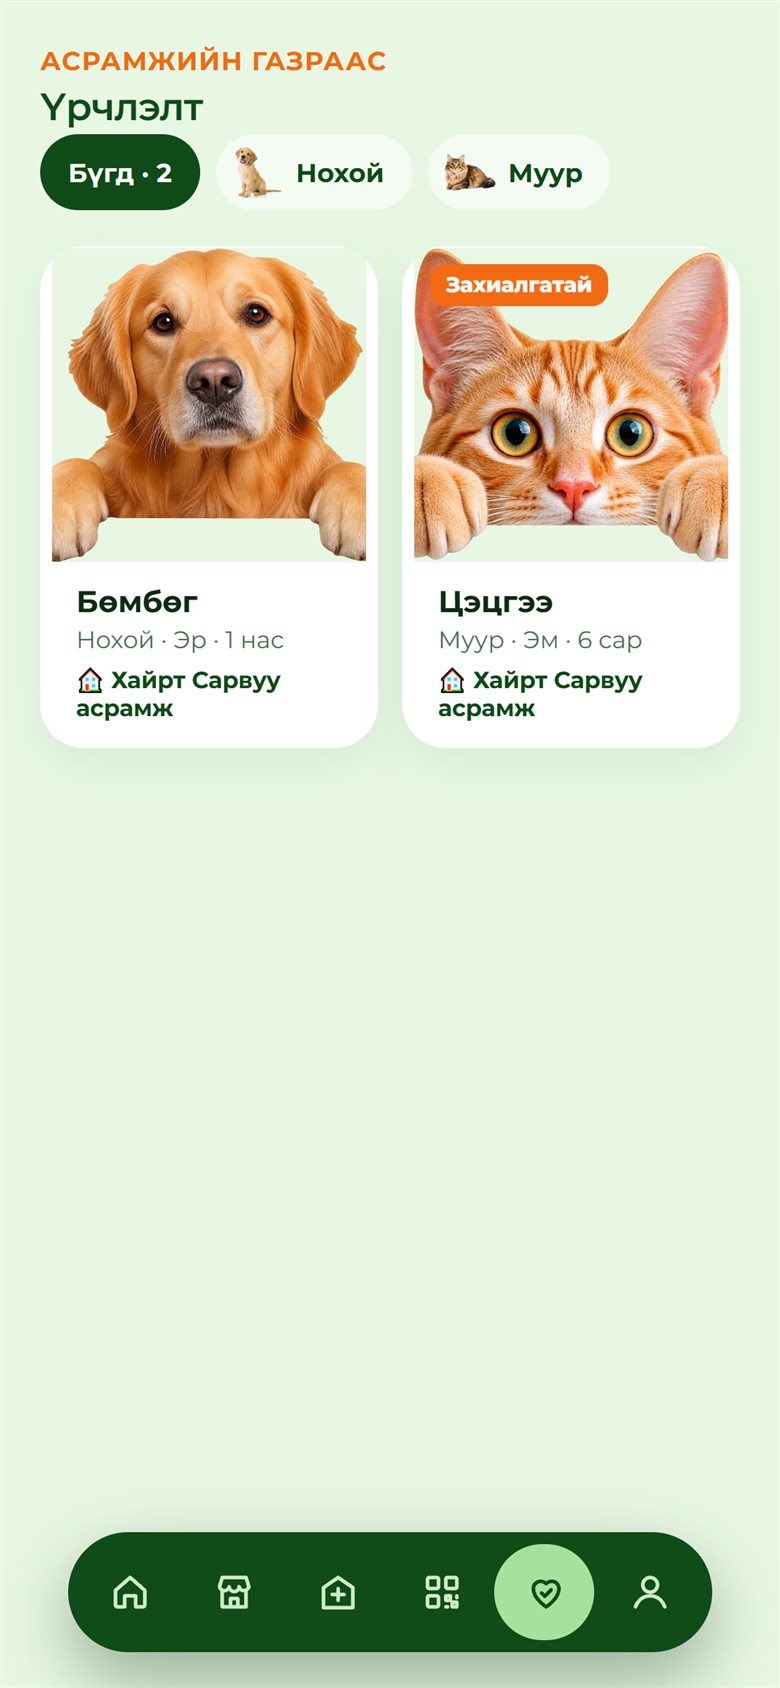 АСРАМЖИЙН ГАЗРААС
Үрчлэлт
Бүгд · 2
Нохой
Муур
Захиалгатай
Бөмбөг
Нохой · Эр · 1 нас
Хайрт Сарвуу
асрамж
Цэцгээ
Муур · Эм · 6 сар
Хайрт Сарвуу
асрамж